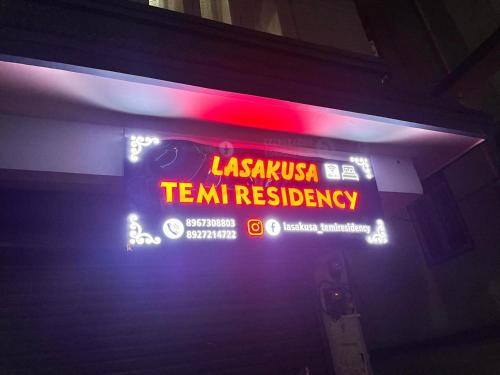 LASAKUSA
TEMI RESIDENCY
8967308803
8927214722
lasakusa_temiresidency